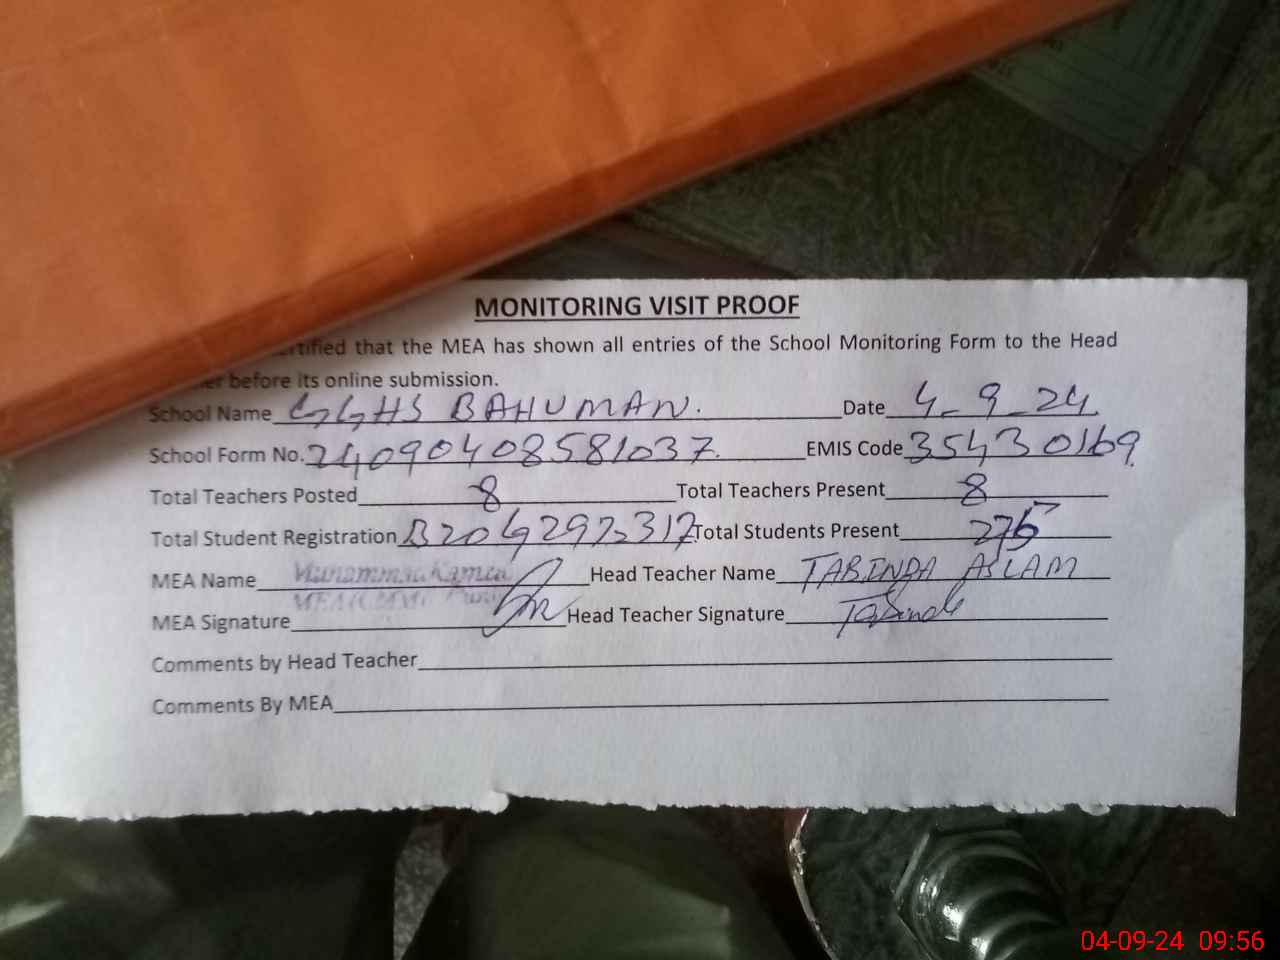 MONITORING VISIT PROOF
certified that the MEA has shown all entries of the School Monitoring Form to the Head
before its online submission.
School Name GGHS BAHUMAN. Date 4-9-24
School Form No. 24090408581037. EMIS Code 35430169
Total Teachers Posted 8 Total Teachers Present 8
Total Student Registration Total Students Present
MEA Name Head Teacher Name TABINDA ASLAM
MEA Signature Head Teacher Signature Tabinda
Comments by Head Teacher
Comments By MEA
04-09-24 09:56